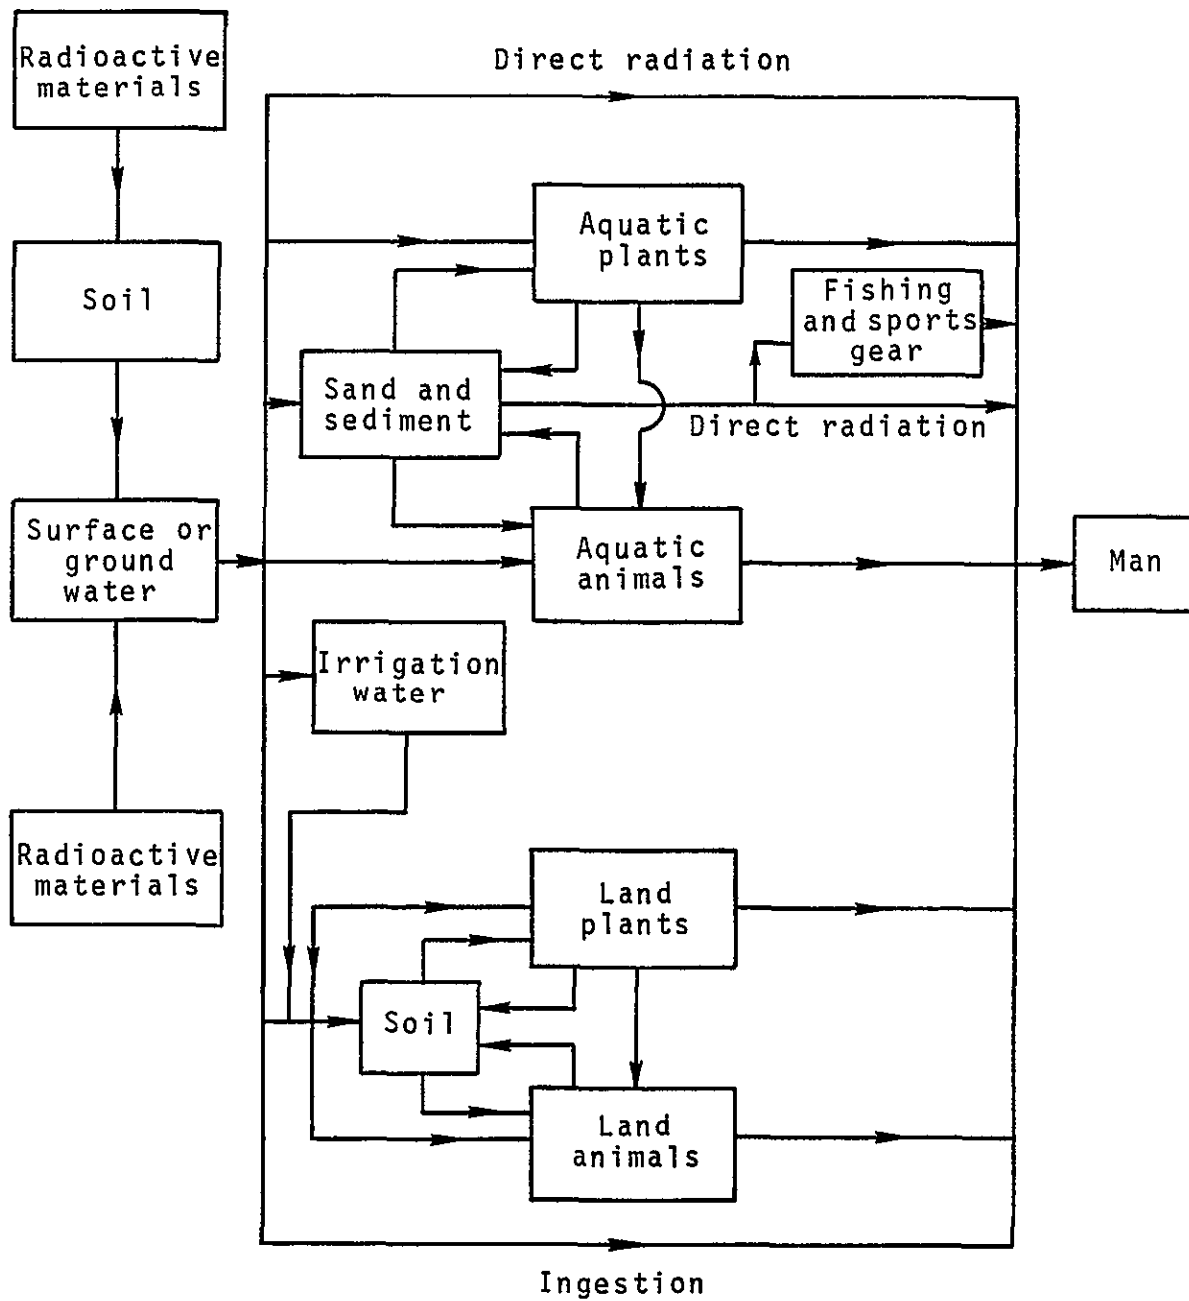 Radioactive
materials
Direct radiation
Aquatic
plants
Soil
Fishing
and sports
gear
Sand and
sediment
Direct radiation
Surface or
ground
water
Aquatic
animals
Man
Irrigation
water
Radioactive
materials
Land
plants
Soil
Land
animals
Ingestion